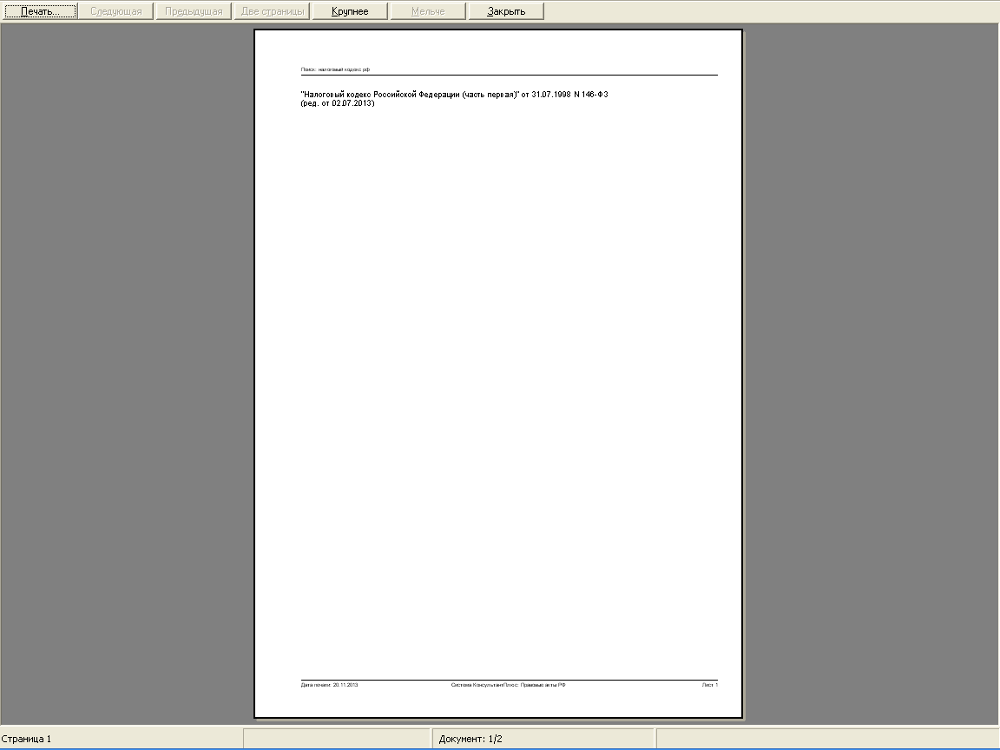 Печать... Следующая Предыдущая Две страницы Крупнее Мельче Закрыть
Поиск: налоговый кодекс рф
"Налоговый кодекс Российской Федерации (часть первая)" от 31.07.1998 N 146-ФЗ
(ред. от 02.07.2013)
Дата печати: 20.11.2013 Система КонсультантПлюс: Правовые акты РФ Лист 1
Страница 1 Документ: 1/2